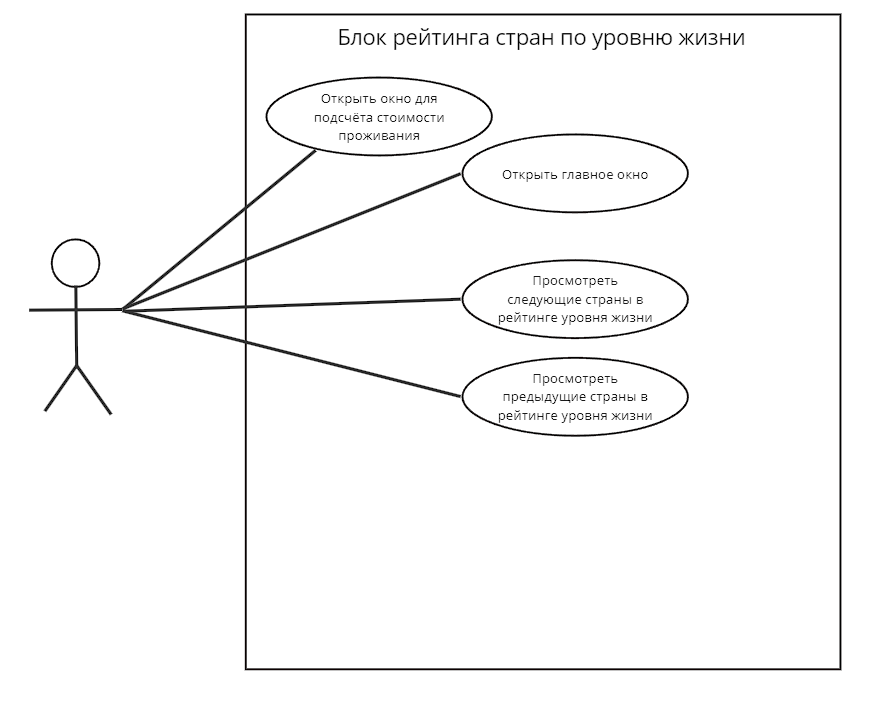 Блок рейтинга стран по уровню жизни
Открыть окно для
подсчёта стоимости
проживания
Открыть главное окно
Просмотреть
следующие страны в
рейтинге уровня жизни
Просмотреть
предыдущие страны в
рейтинге уровня жизни